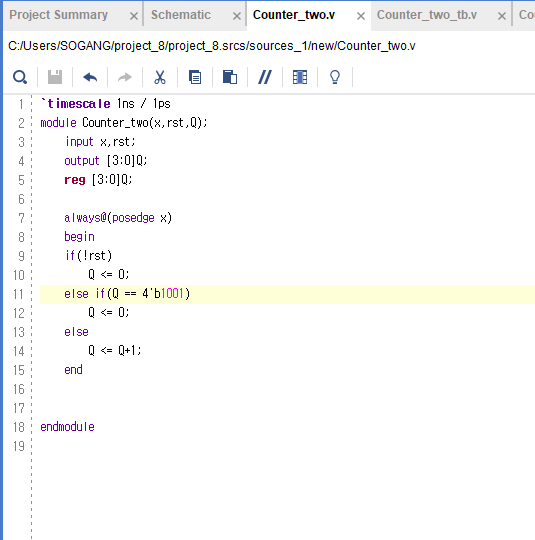 Project Summary × Schematic × Counter_two.v × Counter_two_tb.v × Co
C:/Users/SOGANG/project_8/project_8.srcs/sources_1/new/Counter_two.v
1 `timescale 1ns / 1ps
2 module Counter_two(x,rst,Q);
3 input x,rst;
4 output [3:0]Q;
5 reg [3:0]Q;
6
7 always@(posedge x)
8 begin
9 if(!rst)
10 Q <= 0;
11 else if(Q == 4'b1001)
12 Q <= 0;
13 else
14 Q <= Q+1;
15 end
16
17
18 endmodule
19